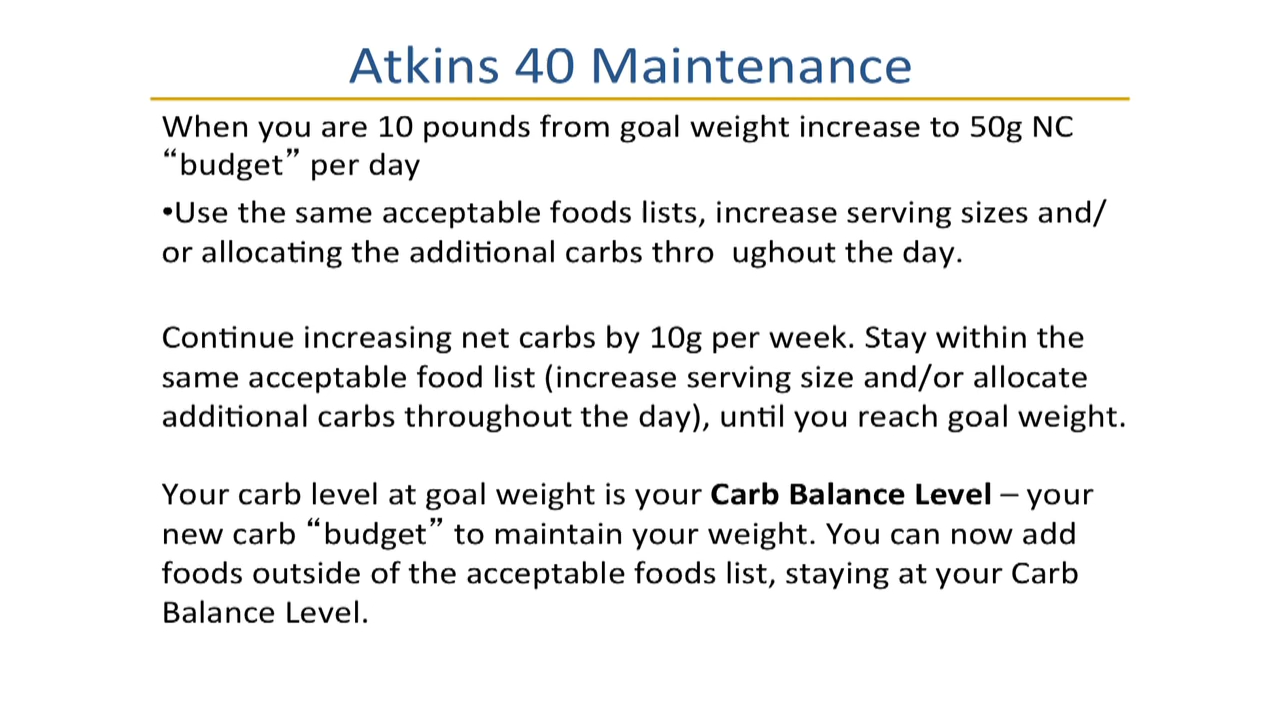 Atkins 40 Maintenance
When you are 10 pounds from goal weight increase to 50g NC
“budget” per day
•Use the same acceptable foods lists, increase serving sizes and/
or allocating the additional carbs thro ughout the day.
Continue increasing net carbs by 10g per week. Stay within the
same acceptable food list (increase serving size and/or allocate
additional carbs throughout the day), until you reach goal weight.
Your carb level at goal weight is your Carb Balance Level – your
new carb “budget” to maintain your weight. You can now add
foods outside of the acceptable foods list, staying at your Carb
Balance Level.